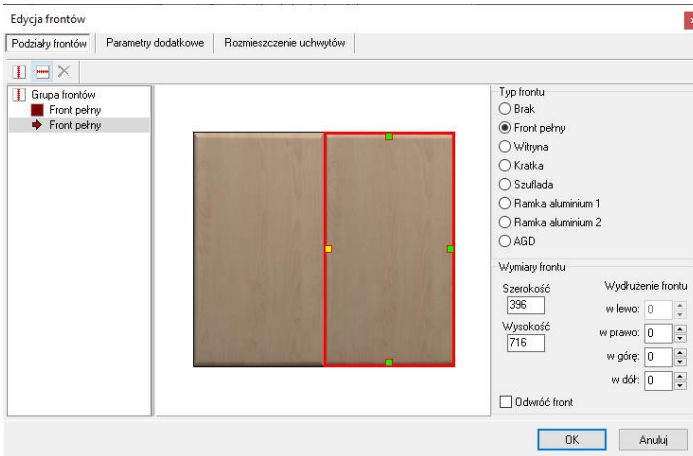 Edycja frontów
Podziały frontów Parametry dodatkowe Rozmieszczenie uchwytów
Grupa frontów
Front pełny
Front pełny
Typ frontu
Brak
Front pełny
Witryna
Kratka
Szuflada
Ramka aluminium 1
Ramka aluminium 2
AGD
Wymiary frontu
Szerokość
396
Wysokość
716
Wydłużenie frontu
w lewo: 0
w prawo: 0
w górę: 0
w dół: 0
Odwróć front
OK Anuluj